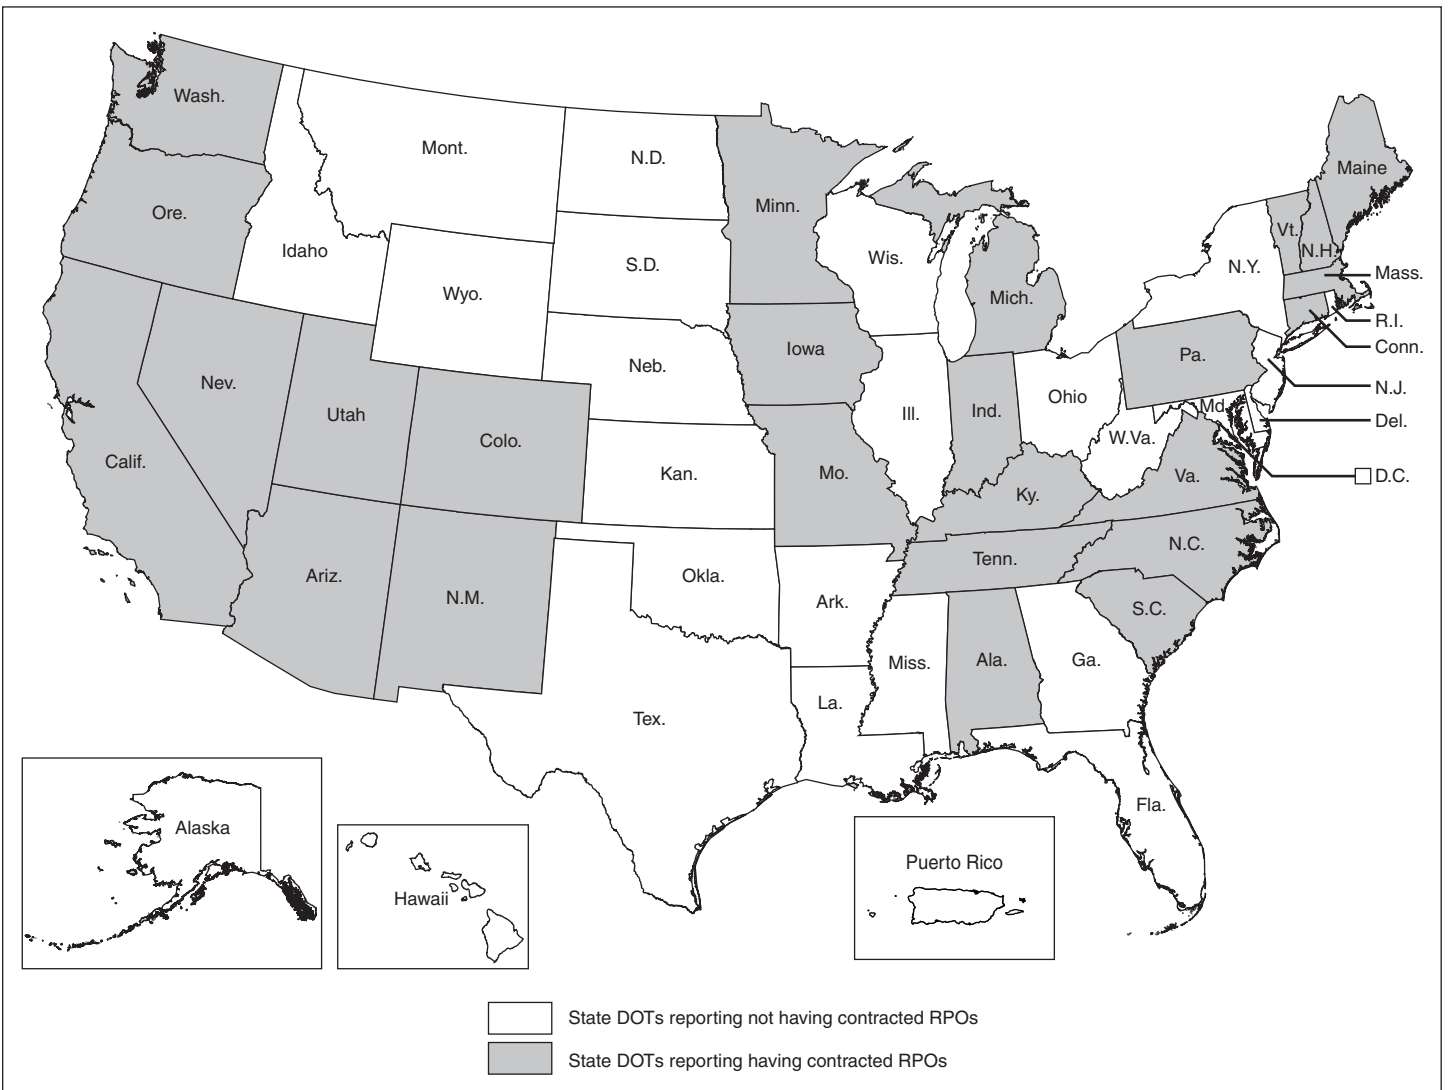 Wash.
Mont.
N.D.
Minn.
Maine
Ore.
Idaho
S.D.
Wis.
Mich.
N.Y.
Vt.
N.H.
Mass.
R.I.
Conn.
Wyo.
Iowa
Pa.
N.J.
Nev.
Utah
Colo.
Neb.
Ill.
Ind.
Ohio
Md.
Del.
W.Va.
D.C.
Calif.
Kan.
Mo.
Ky.
Va.
Ariz.
N.M.
Okla.
Ark.
Tenn.
N.C.
S.C.
Tex.
La.
Miss.
Ala.
Ga.
Fla.
Alaska
Hawaii
Puerto Rico
State DOTs reporting not having contracted RPOs
State DOTs reporting having contracted RPOs